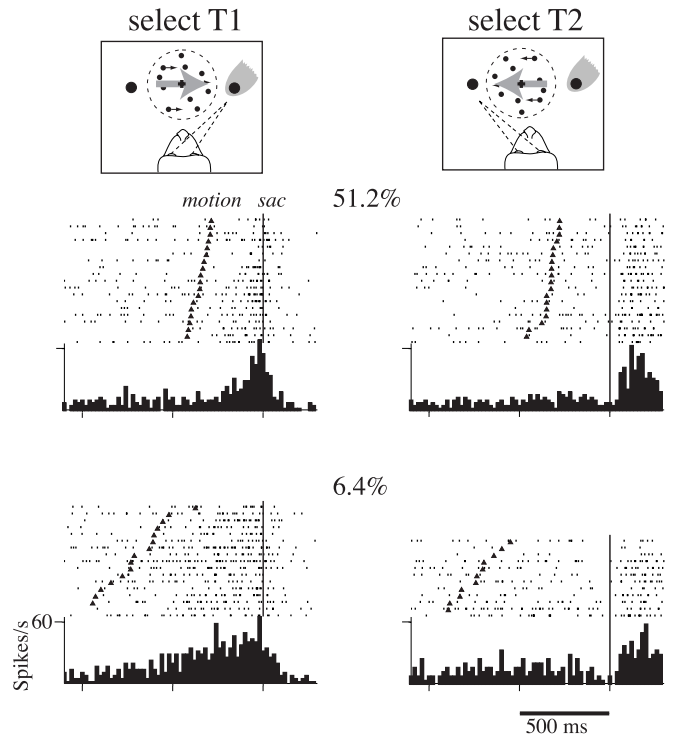 select T1
select T2
motion sac
51.2%
6.4%
60
Spikes/s
500 ms